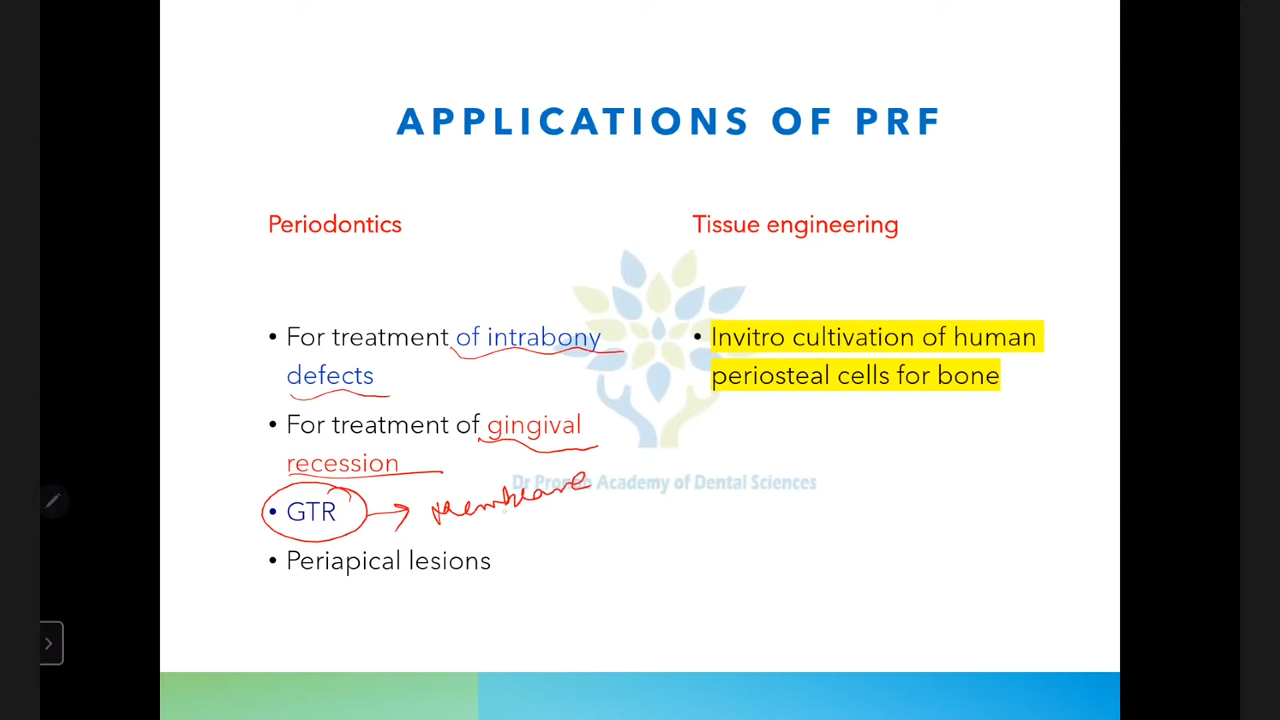 APPLICATIONS OF PRF
Periodontics
• For treatment of intrabony
defects
• For treatment of gingival
recession
• GTR → membrane
• Periapical lesions
Tissue engineering
• Invitro cultivation of human
periosteal cells for bone
Academy of Dental Sciences